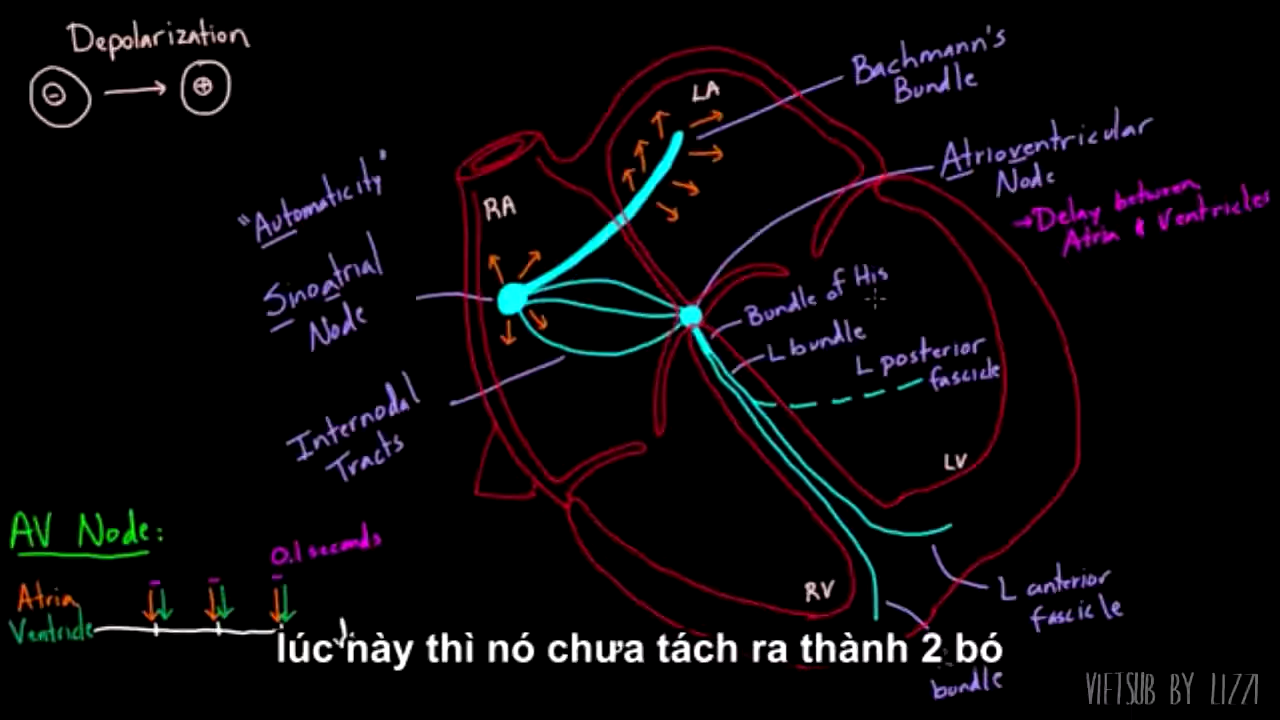 Depolarization
Bachmann's
Bundle
LA
Atrioventricular
Node
→Delay between
Atria & Ventricles
"Automaticity"
RA
Sinoatrial
Node
Bundle of His
L bundle
L posterior
fascicle
Internodal
Tracts
LV
AV Node:
0.1 seconds
Atria
Ventricle
RV
L anterior
fascicle
lúc này thì nó chưa tách ra thành 2 bó
bundle
VIETSUB BY LIZZI